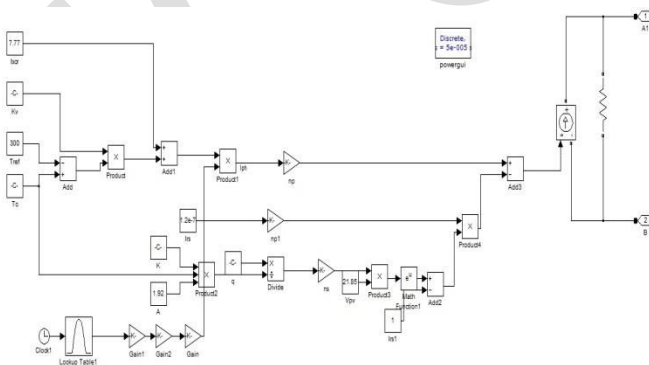 7.77
Iscr
-C-
Kv
300
Tref
-C-
To
Add
X
Product
Add1
X
Product1
Iph
-K-
np
Discrete,
s = 5e-005 s
powergui
1
A1
2
B
Add3
1.2e-7
Irs
-K-
np1
X
Product4
-C-
K
1.92
A
X
Product2
-C-
q
X
÷
Divide
-K-
ns
21.85
Vpv
X
Product3
e^u
Math
Function1
Add2
1
Irs1
Clock1
Lookup Table1
-K-
Gain1
-K-
Gain2
-K-
Gain